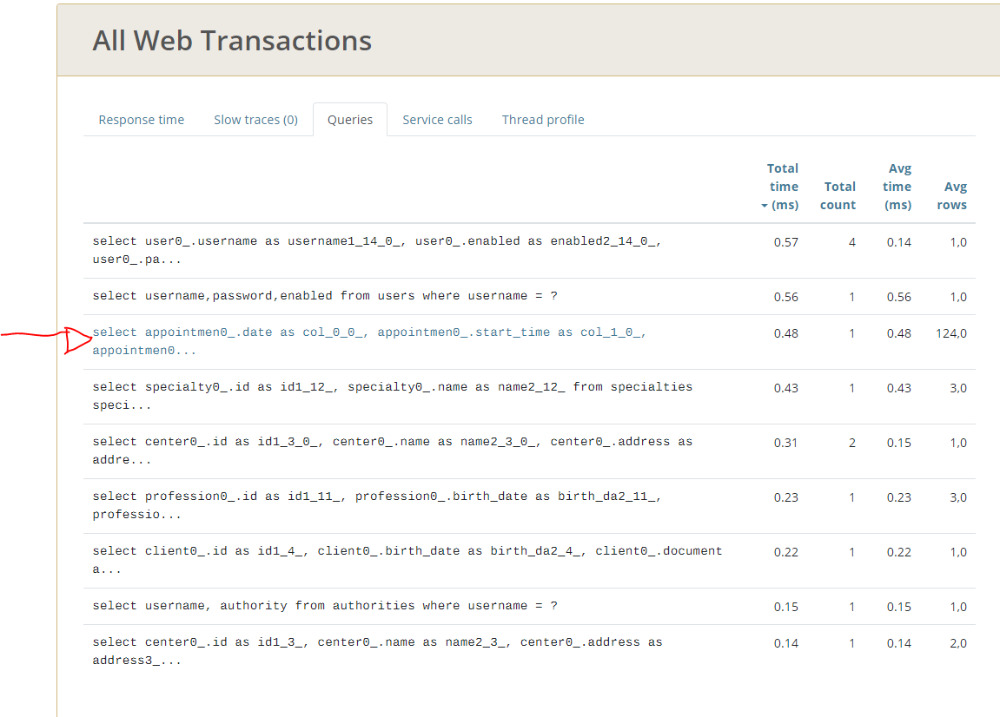 All Web Transactions
Response time Slow traces (0) Queries Service calls Thread profile
Total time (ms) Total count Avg time (ms) Avg rows
select user0_.username as username1_14_0_, user0_.enabled as enabled2_14_0_, 0.57 4 0.14 1,0
user0_.pa...
select username,password,enabled from users where username = ? 0.56 1 0.56 1,0
select appointmen0_.date as col_0_0_, appointmen0_.start_time as col_1_0_, 0.48 1 0.48 124,0
appointmen0...
select specialty0_.id as id1_12_, specialty0_.name as name2_12_ from specialties 0.43 1 0.43 3,0
speci...
select center0_.id as id1_3_0_, center0_.name as name2_3_0_, center0_.address as 0.31 2 0.15 1,0
addre...
select profession0_.id as id1_11_, profession0_.birth_date as birth_da2_11_, 0.23 1 0.23 3,0
professio...
select client0_.id as id1_4_, client0_.birth_date as birth_da2_4_, client0_.document 0.22 1 0.22 1,0
a...
select username, authority from authorities where username = ? 0.15 1 0.15 1,0
select center0_.id as id1_3_, center0_.name as name2_3_, center0_.address as 0.14 1 0.14 2,0
address3_...